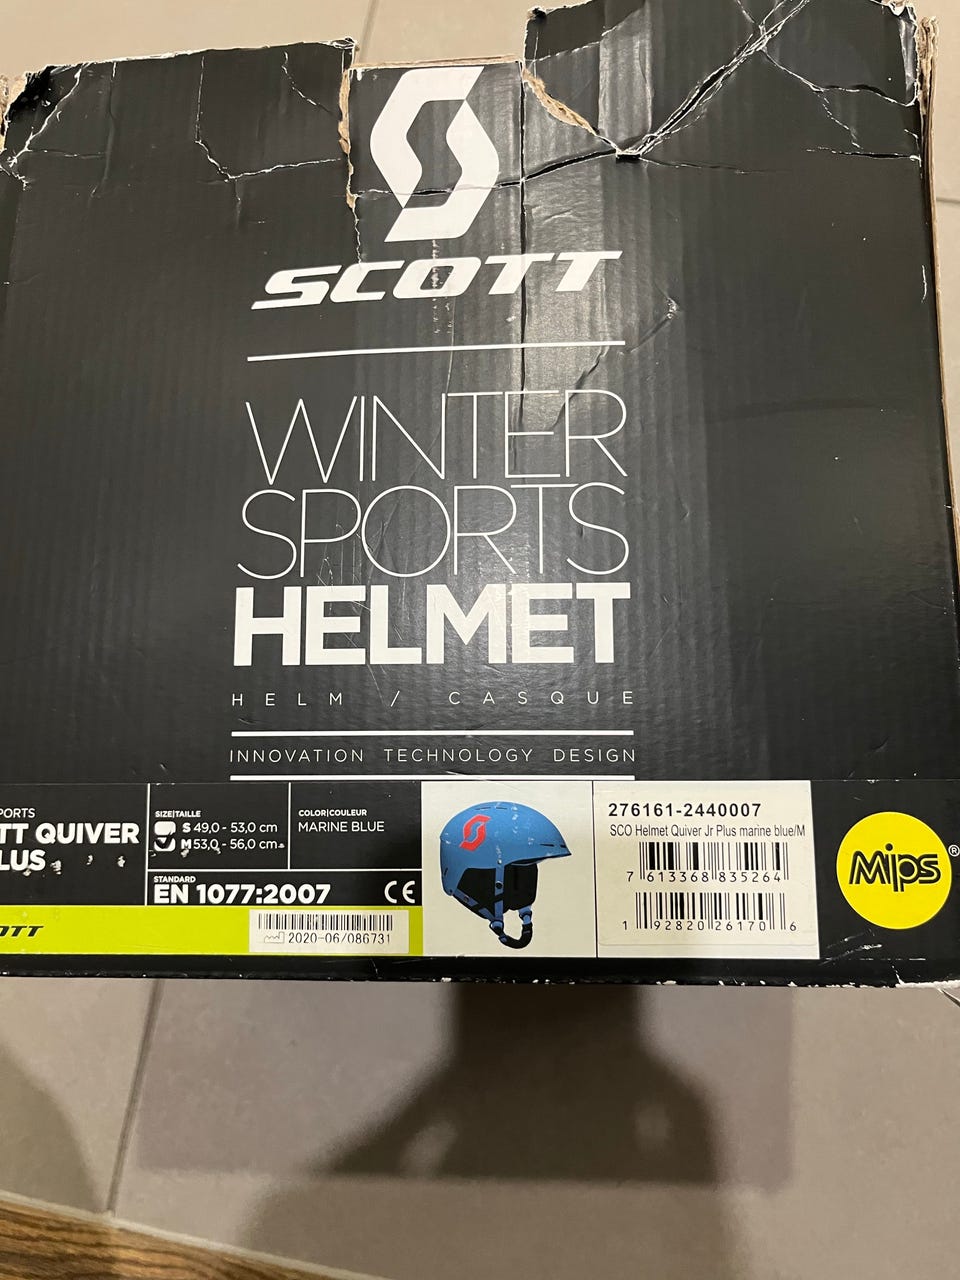 SCOTT
WINTER
SPORTS
HELMET
HELM / CASQUE
INNOVATION TECHNOLOGY DESIGN
PORTS
TT QUIVER
LUS
SIZE|TAILLE
S 49,0 - 53,0 cm
M 53,0 - 56,0 cm
COLOR|COULEUR
MARINE BLUE
STANDARD
EN 1077:2007
CE
OTT
2020-06/086731
276161-2440007
SCO Helmet Quiver Jr Plus marine blue/M
7 613368 835264
1 92820 26170 6
Mips®